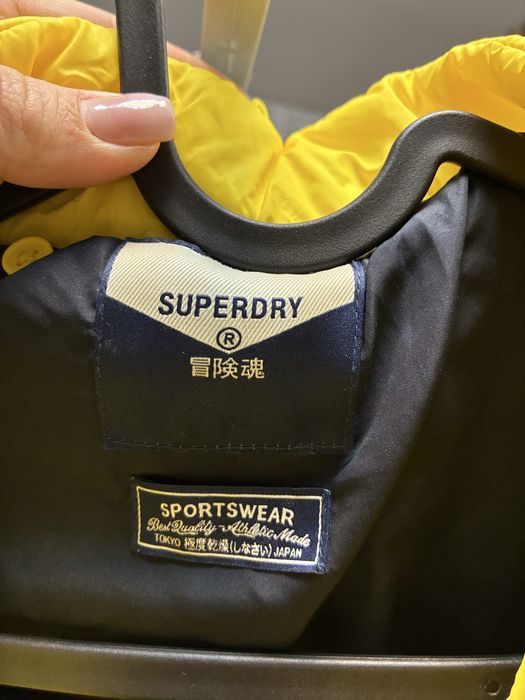 SUPERDRY
®
冒険魂
SPORTSWEAR
Best Quality - Athletic Made
TOKYO 極度乾燥(しなさい) JAPAN